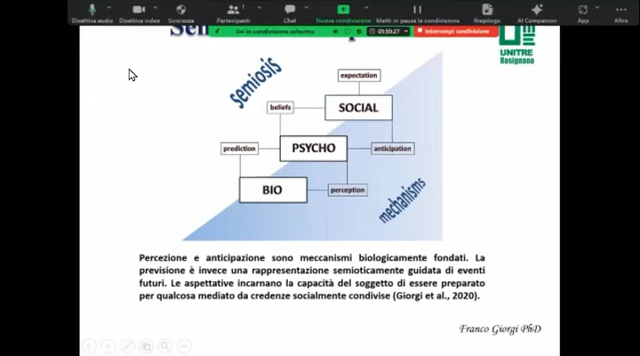 Disattiva audio Disattiva video Sicurezza Partecipanti Chat Nuova condivisione Metti in pausa la condivisione Riepilogo AI Companion App Altro
Sei in condivisione schermo 01:50:27 Interrompi condivisione
UNITRE
Rosignano
semiosis
expectation
beliefs
SOCIAL
prediction
PSYCHO
anticipation
BIO
perception
mechanisms
Percezione e anticipazione sono meccanismi biologicamente fondati. La
previsione è invece una rappresentazione semioticamente guidata di eventi
futuri. Le aspettative incarnano la capacità del soggetto di essere preparato
per qualcosa mediato da credenze socialmente condivise (Giorgi et al., 2020).
Franco Giorgi PhD